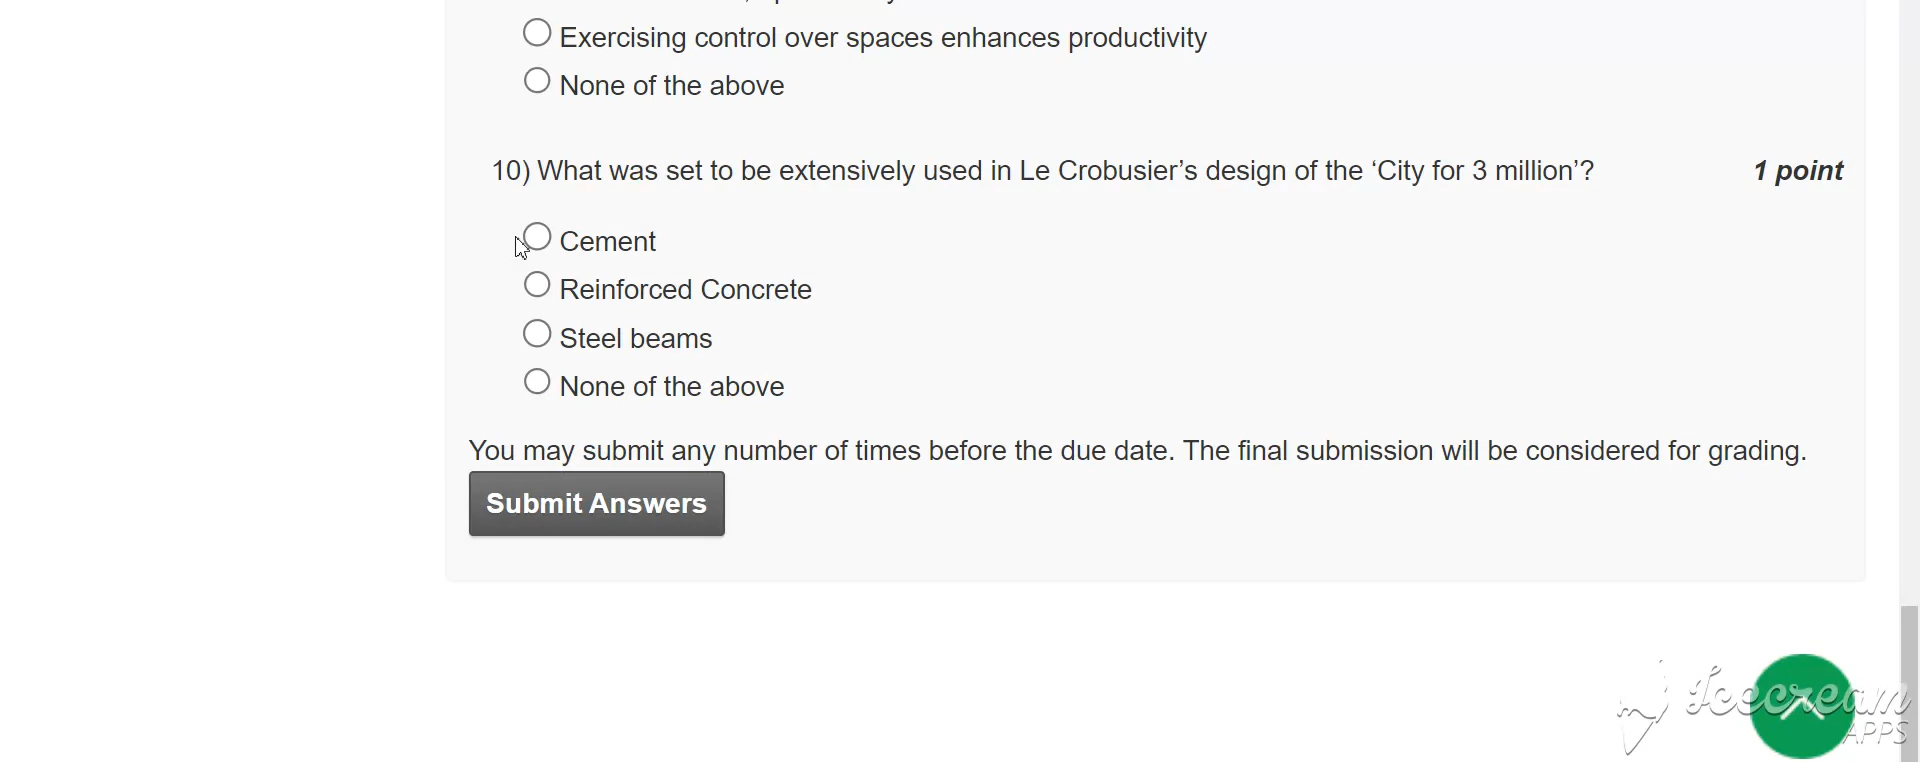 Exercising control over spaces enhances productivity
None of the above
10) What was set to be extensively used in Le Crobusier’s design of the ‘City for 3 million’?
1 point
Cement
Reinforced Concrete
Steel beams
None of the above
You may submit any number of times before the due date. The final submission will be considered for grading.
Submit Answers
Icecream
APPS